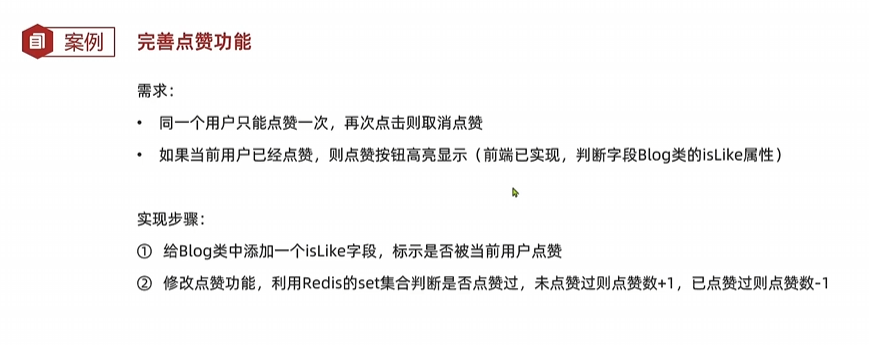 案例 完善点赞功能
需求：
• 同一个用户只能点赞一次，再次点击则取消点赞
• 如果当前用户已经点赞，则点赞按钮高亮显示（前端已实现，判断字段Blog类的isLike属性）
实现步骤：
① 给Blog类中添加一个isLike字段，标示是否被当前用户点赞
② 修改点赞功能，利用Redis的set集合判断是否点赞过，未点赞过则点赞数+1，已点赞过则点赞数-1